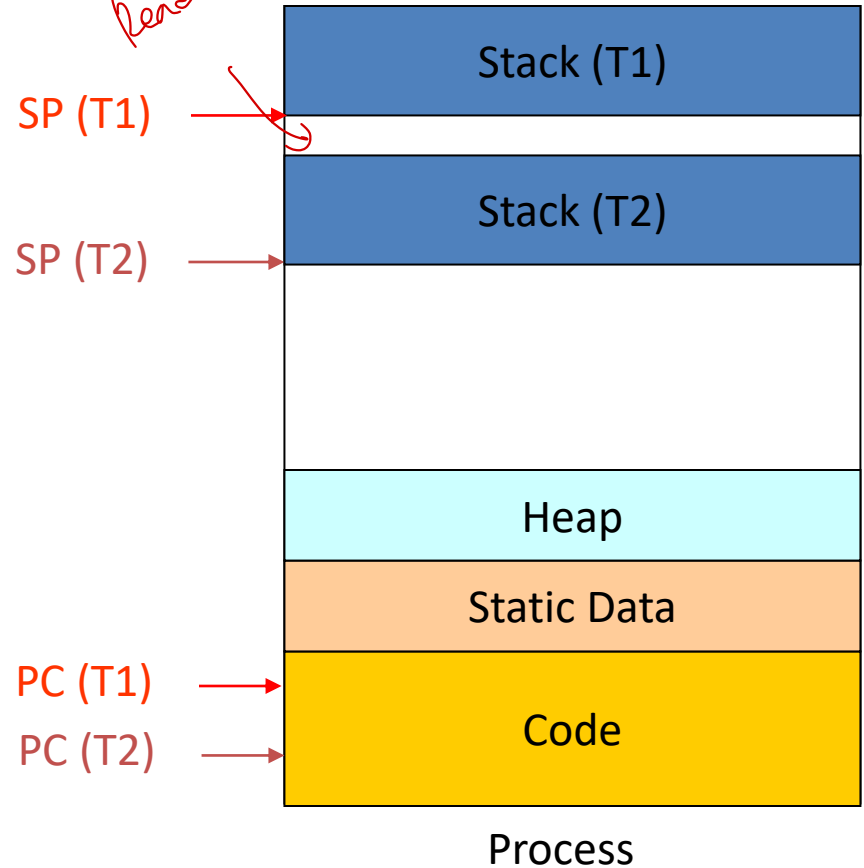 Stack (T1)
SP (T1)
Stack (T2)
SP (T2)
Heap
Static Data
PC (T1)
Code
PC (T2)
Process